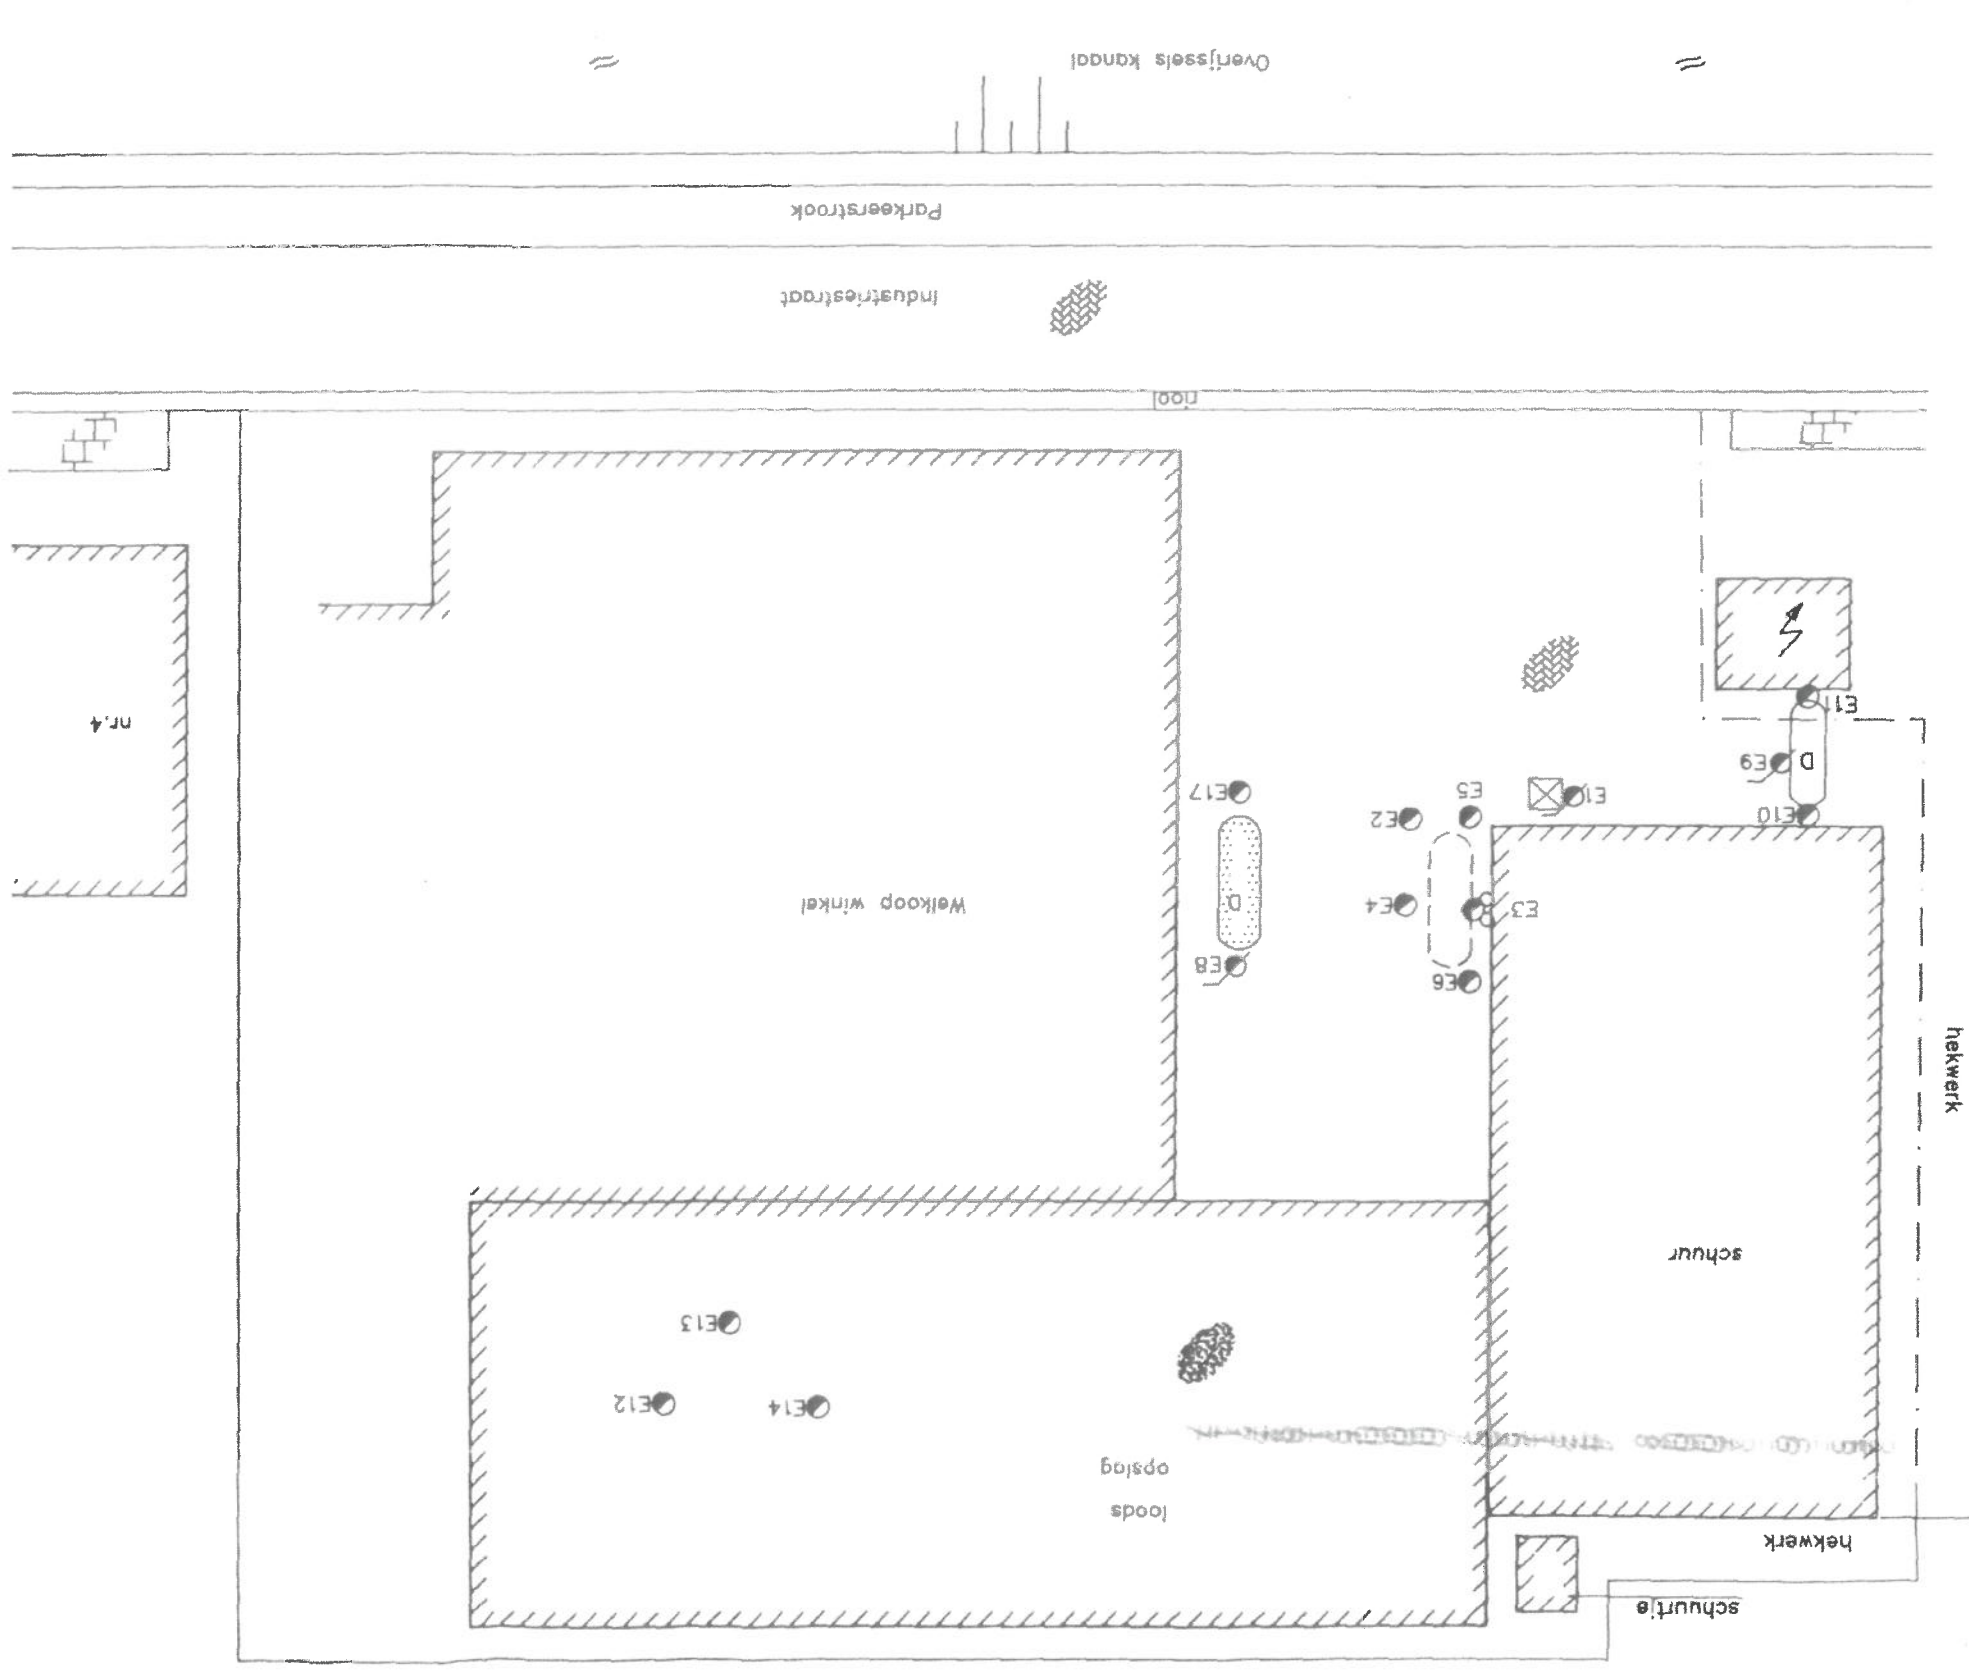 schuurtje
hekwerk
loods
opslag
E14
E12
E13
schuur
hekwerk
E6
E8
E3
E4
D
Welkoop winkel
E10
E5
E2
E1
E17
E9
D
E11
nr.4
riool
Industriestraat
Parkeerstrook
Overijssels kanaal